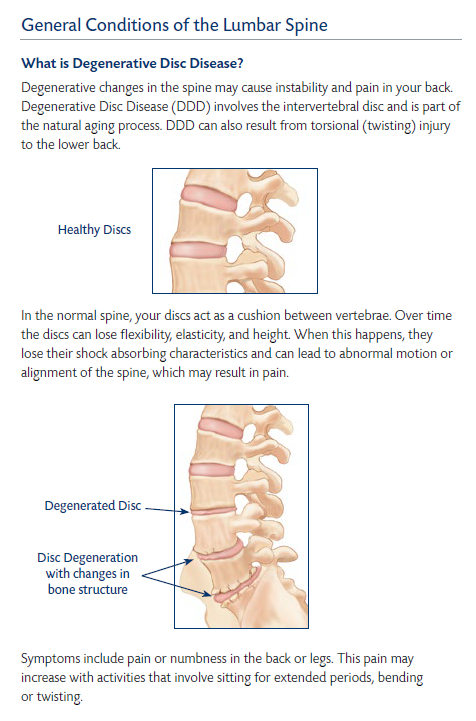 General Conditions of the Lumbar Spine
What is Degenerative Disc Disease?
Degenerative changes in the spine may cause instability and pain in your back.
Degenerative Disc Disease (DDD) involves the intervertebral disc and is part of
the natural aging process. DDD can also result from torsional (twisting) injury
to the lower back.
Healthy Discs
In the normal spine, your discs act as a cushion between vertebrae. Over time
the discs can lose flexibility, elasticity, and height. When this happens, they
lose their shock absorbing characteristics and can lead to abnormal motion or
alignment of the spine, which may result in pain.
Degenerated Disc
Disc Degeneration
with changes in
bone structure
Symptoms include pain or numbness in the back or legs. This pain may
increase with activities that involve sitting for extended periods, bending
or twisting.